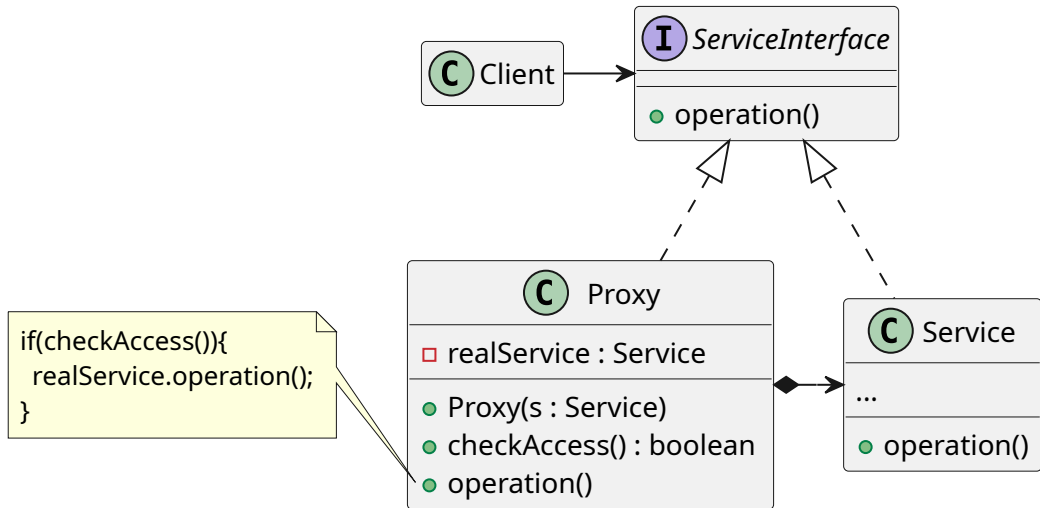 I ServiceInterface
C Client
operation()
C Proxy
if(checkAccess()){
realService.operation();
}
realService : Service
Proxy(s : Service)
checkAccess() : boolean
operation()
C Service
...
operation()